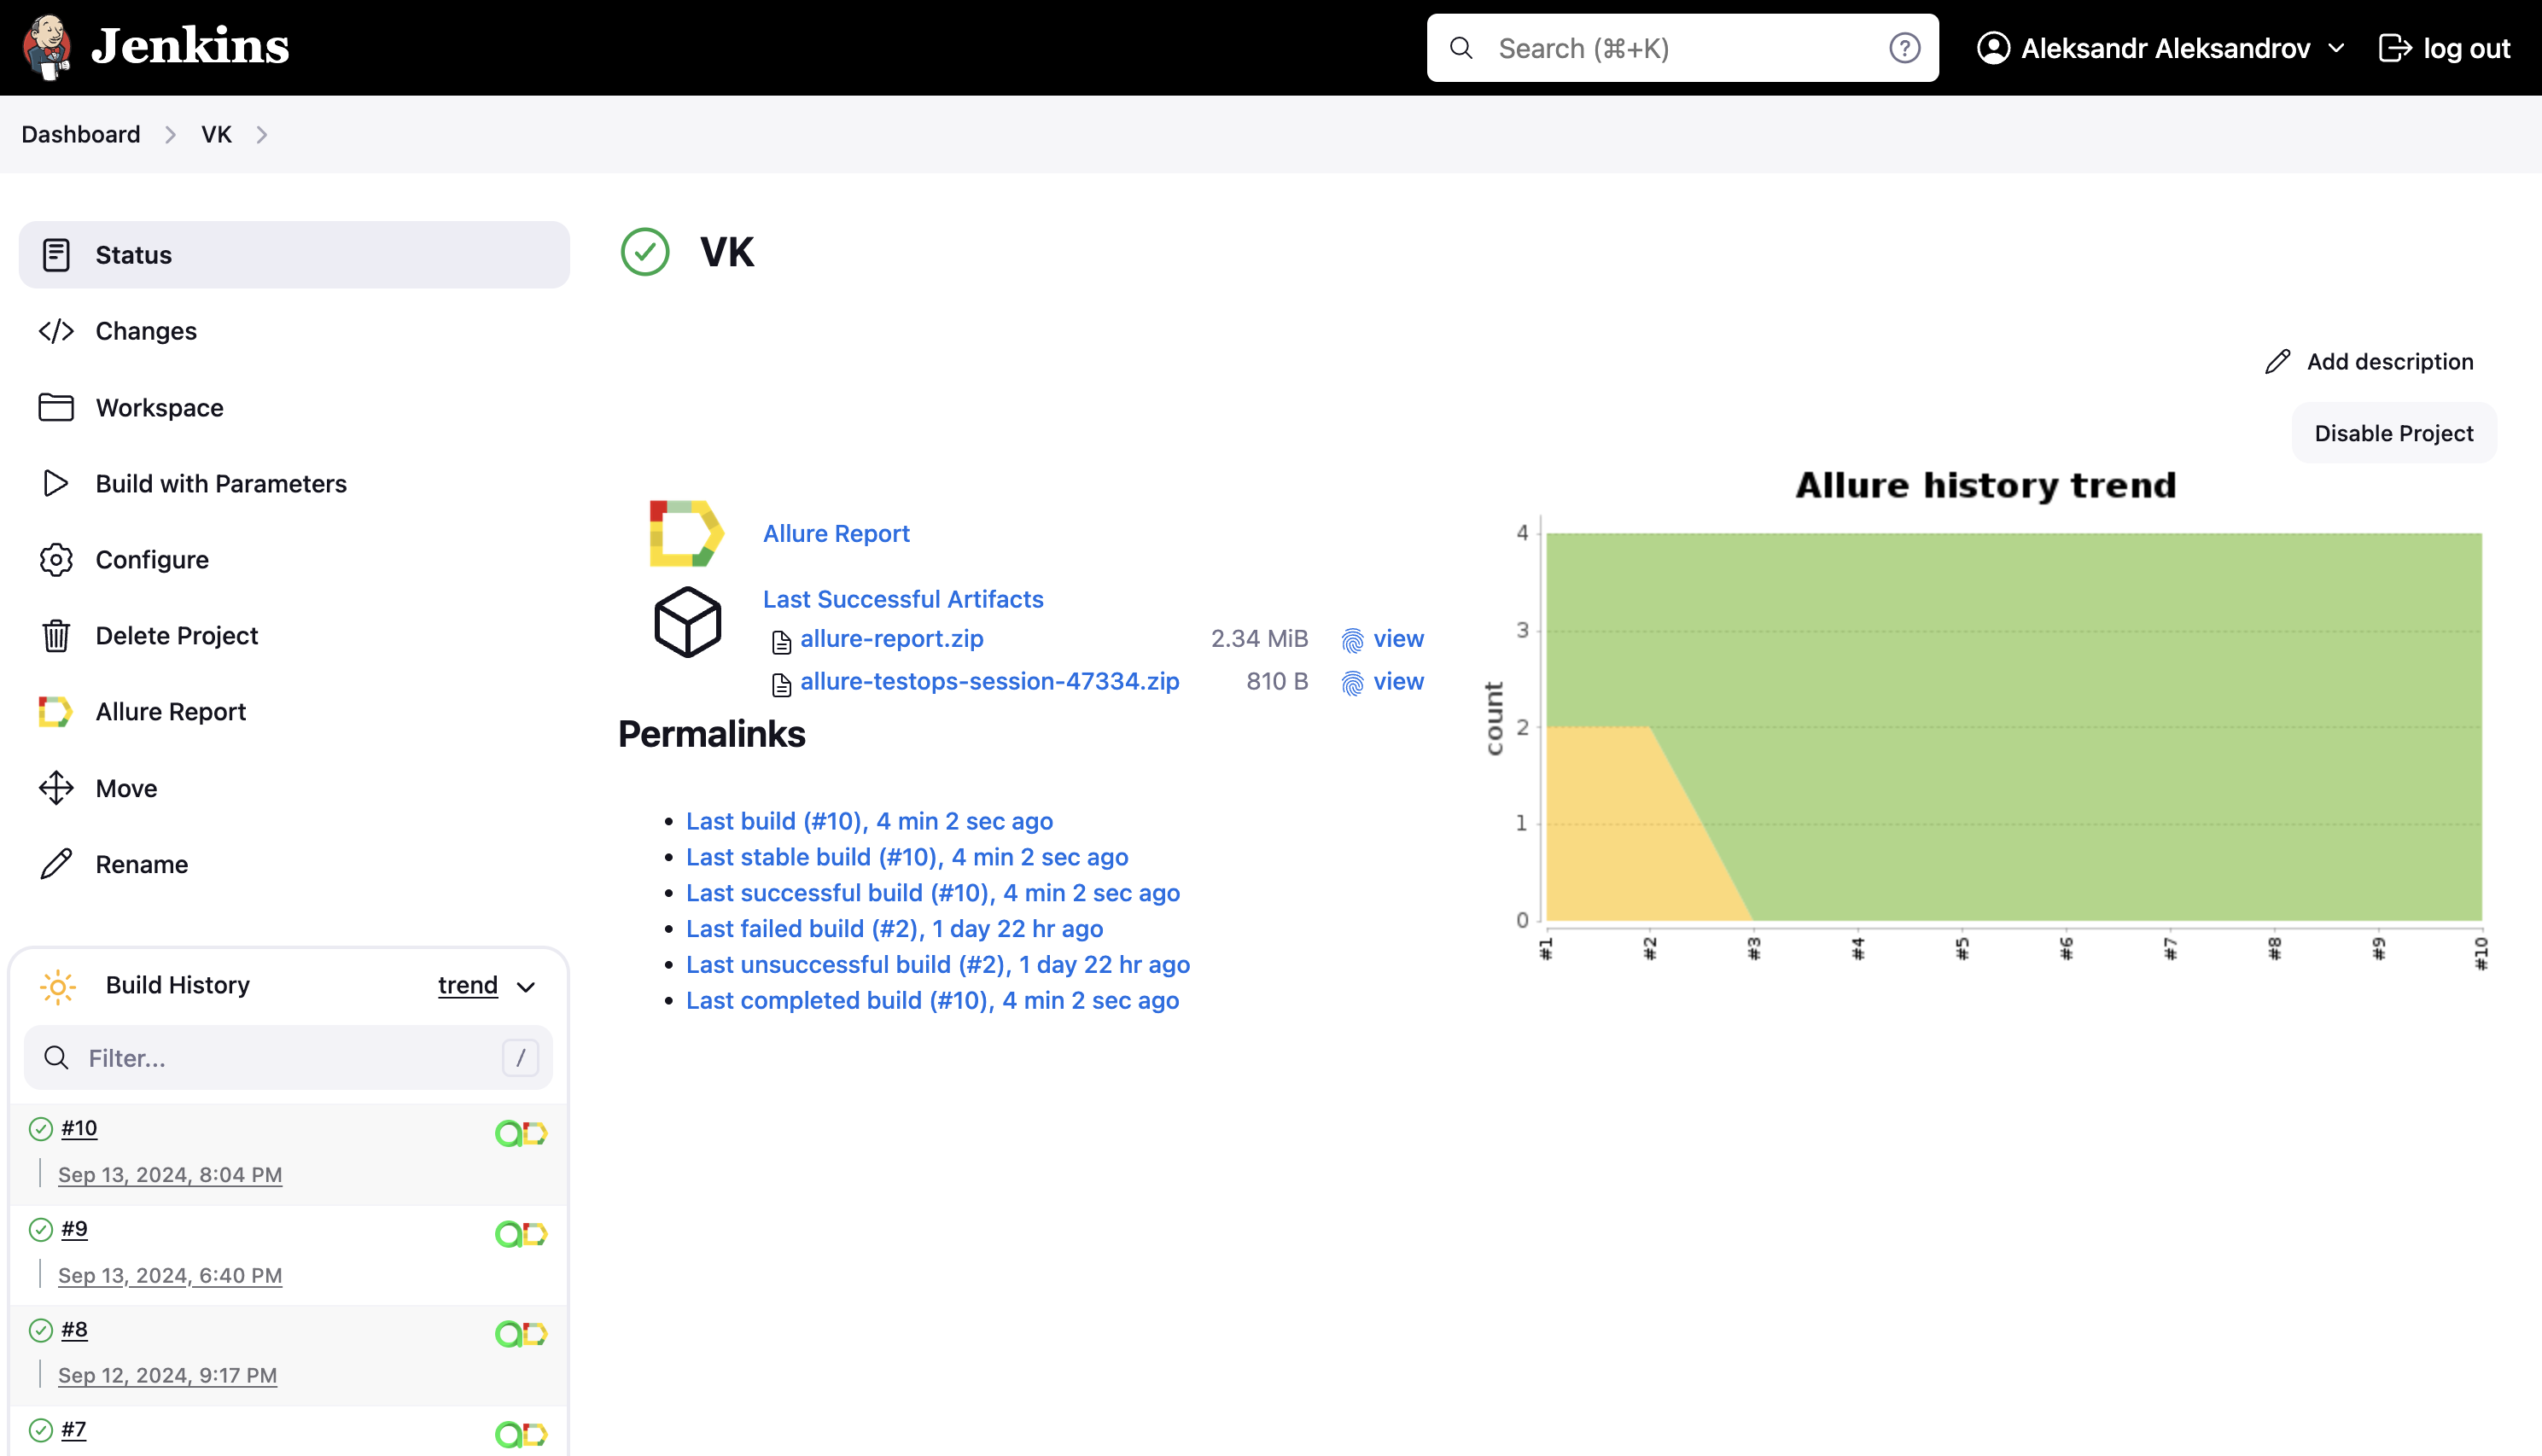 Jenkins
Search (⌘+K)
Aleksandr Aleksandrov
log out
Dashboard
VK
Status
Changes
Workspace
Build with Parameters
Configure
Delete Project
Allure Report
Move
Rename
Build History
trend
Filter...
/
#10
Sep 13, 2024, 8:04 PM
#9
Sep 13, 2024, 6:40 PM
#8
Sep 12, 2024, 9:17 PM
#7
VK
Add description
Disable Project
Allure Report
Last Successful Artifacts
allure-report.zip 2.34 MiB view
allure-testops-session-47334.zip 810 B view
Permalinks
Last build (#10), 4 min 2 sec ago
Last stable build (#10), 4 min 2 sec ago
Last successful build (#10), 4 min 2 sec ago
Last failed build (#2), 1 day 22 hr ago
Last unsuccessful build (#2), 1 day 22 hr ago
Last completed build (#10), 4 min 2 sec ago
Allure history trend
count
4
3
2
1
0
#1 #2 #3 #4 #5 #6 #7 #8 #9 #10